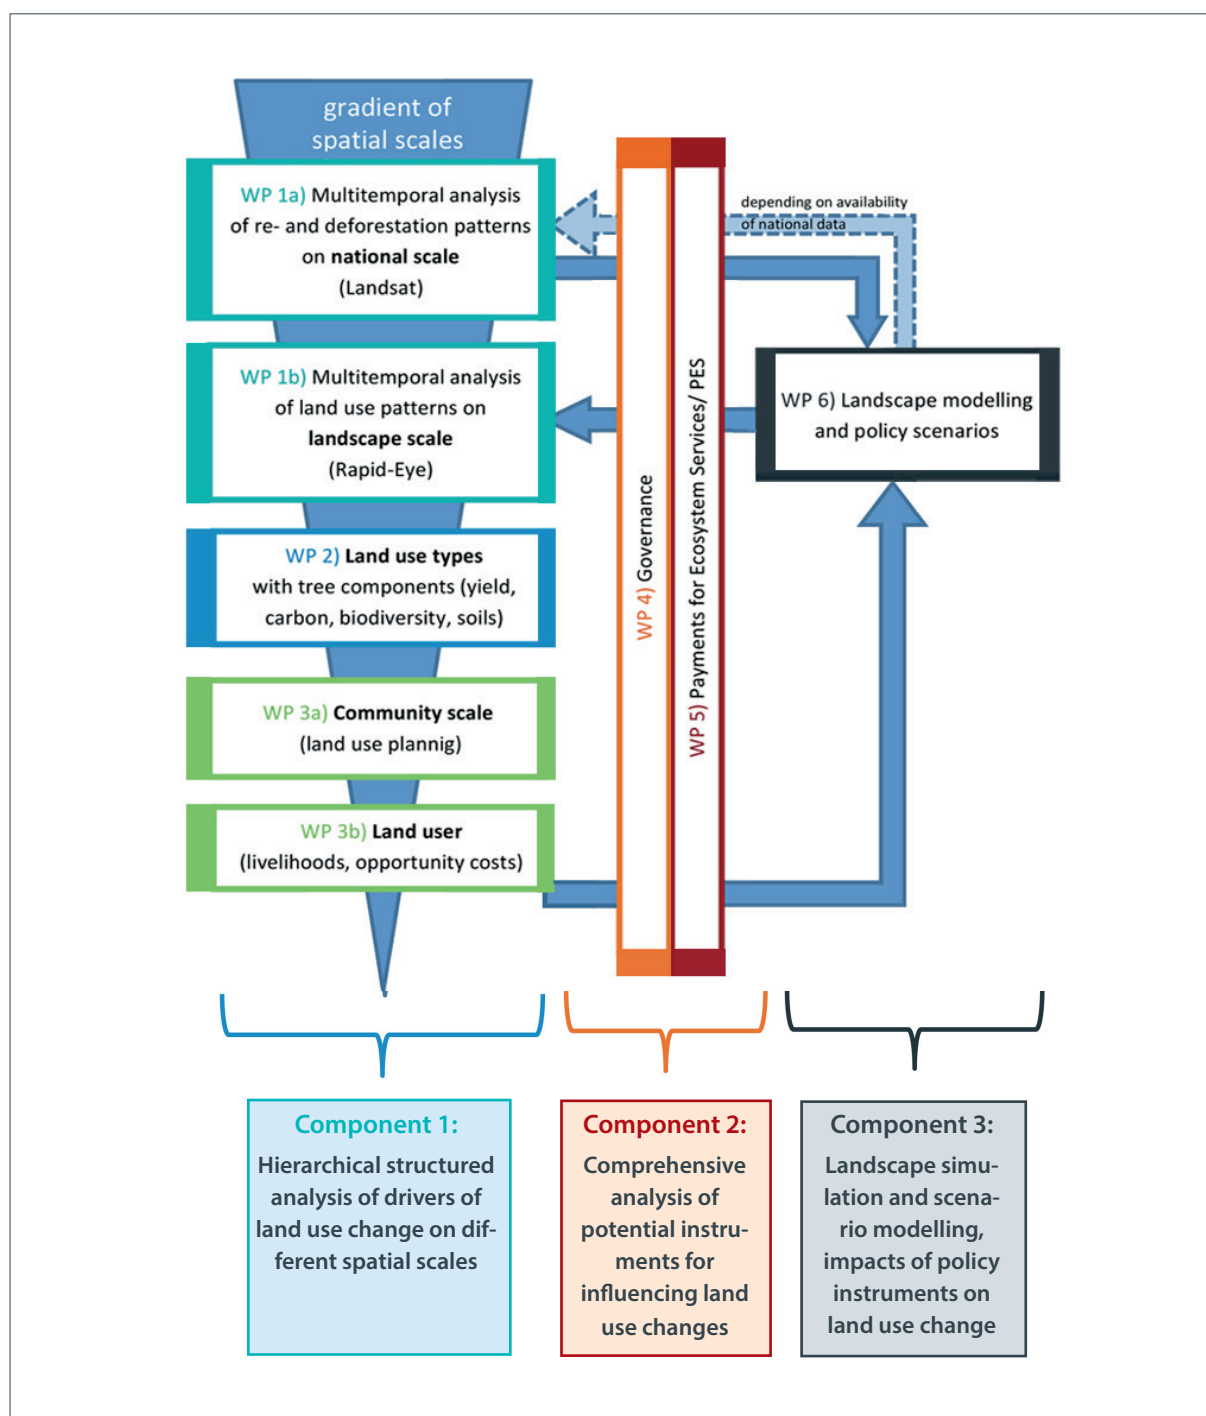 gradient of
spatial scales
WP 1a) Multitemporal analysis
of re- and deforestation patterns
on national scale
(Landsat)
WP 1b) Multitemporal analysis
of land use patterns on
landscape scale
(Rapid-Eye)
WP 2) Land use types
with tree components (yield,
carbon, biodiversity, soils)
WP 3a) Community scale
(land use plannig)
WP 3b) Land user
(livelihoods, opportunity costs)
WP 4) Governance
WP 5) Payments for Ecosystem Services/ PES
depending on availability
of national data
WP 6) Landscape modelling
and policy scenarios
Component 1:
Hierarchical structured
analysis of drivers of
land use change on dif-
ferent spatial scales
Component 2:
Comprehensive
analysis of
potential instru-
ments for
influencing land
use changes
Component 3:
Landscape simu-
lation and scena-
rio modelling,
impacts of policy
instruments on
land use change